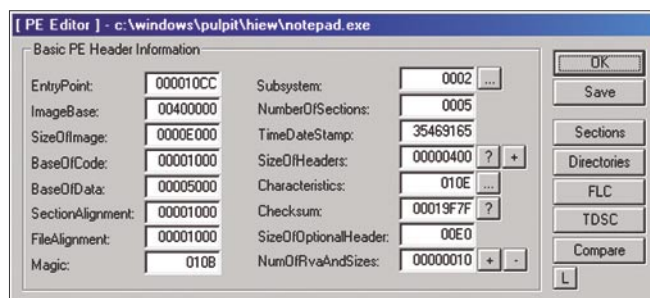 [ PE Editor ] - c:\windows\pulpit\hiew\notepad.exe
Basic PE Header Information
EntryPoint: 000010CC
ImageBase: 00400000
SizeOfImage: 0000E000
BaseOfCode: 00001000
BaseOfData: 00005000
SectionAlignment: 00001000
FileAlignment: 00001000
Magic: 010B
Subsystem: 0002 ...
NumberOfSections: 0005
TimeDateStamp: 35469165
SizeOfHeaders: 00000400 ? +
Characteristics: 010E ...
Checksum: 00019F7F ?
SizeOfOptionalHeader: 00E0
NumOfRvaAndSizes: 00000010 + -
OK
Save
Sections
Directories
FLC
TDSC
Compare
L